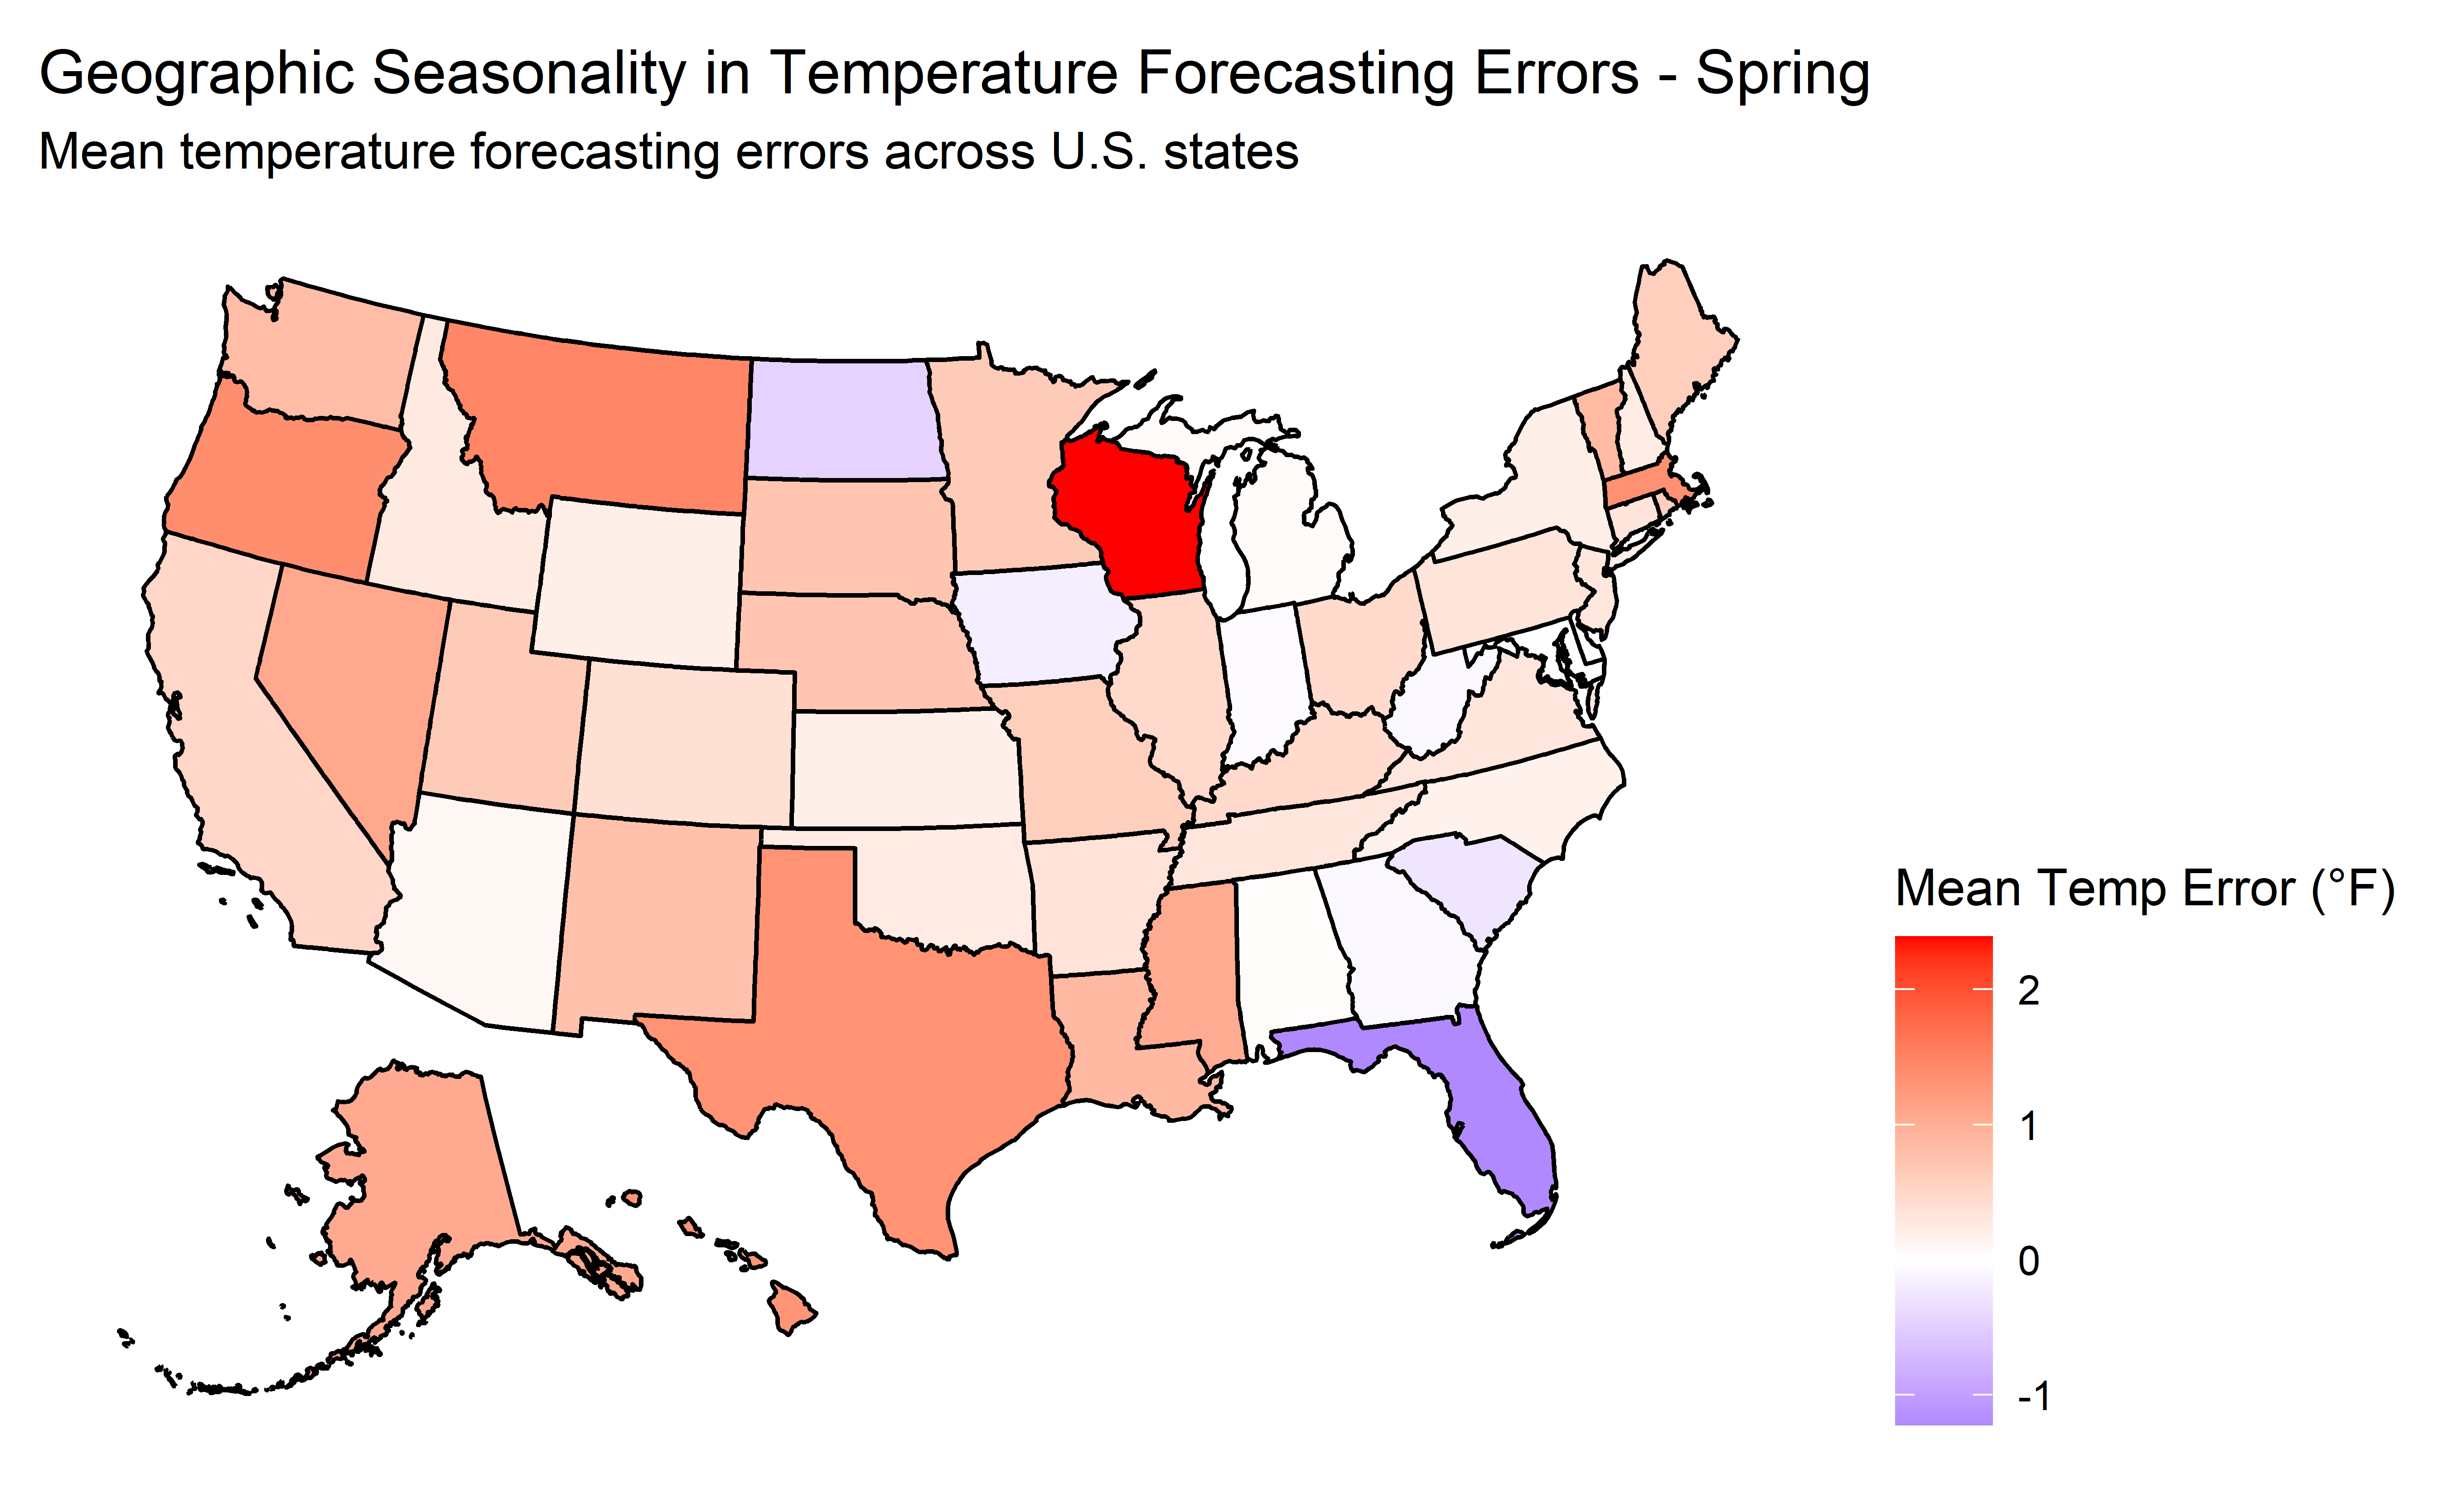 Geographic Seasonality in Temperature Forecasting Errors - Spring
Mean temperature forecasting errors across U.S. states
Mean Temp Error (°F)
2
1
0
-1